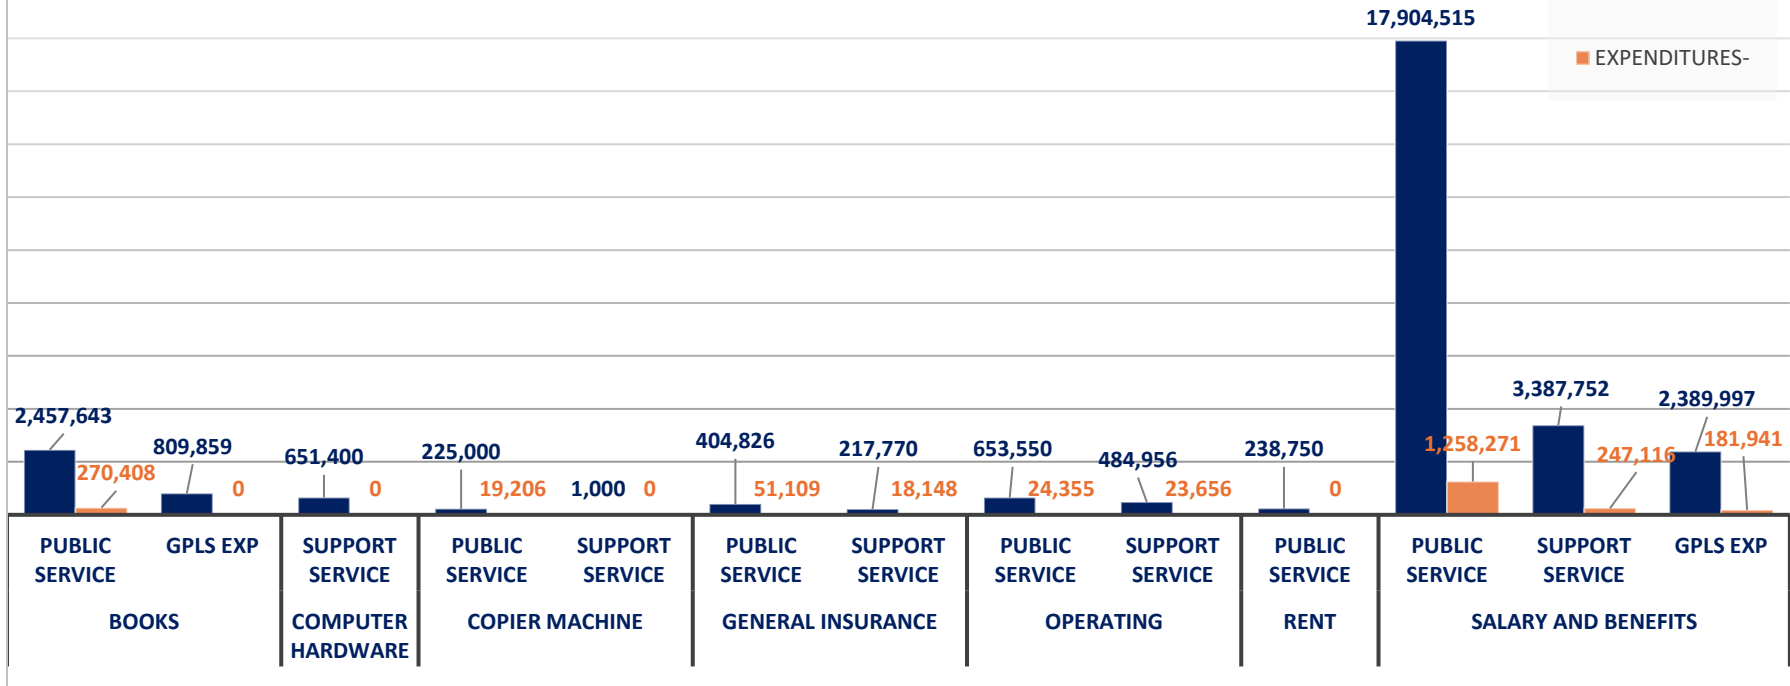 17,904,515
EXPENDITURES-
2,457,643
270,408
809,859
0
651,400
0
225,000
19,206
1,000
0
404,826
51,109
217,770
18,148
653,550
24,355
484,956
23,656
238,750
0
1,258,271
3,387,752
247,116
2,389,997
181,941
PUBLIC
SERVICE
GPLS EXP
SUPPORT
SERVICE
PUBLIC
SERVICE
SUPPORT
SERVICE
PUBLIC
SERVICE
SUPPORT
SERVICE
PUBLIC
SERVICE
SUPPORT
SERVICE
PUBLIC
SERVICE
PUBLIC
SERVICE
SUPPORT
SERVICE
GPLS EXP
BOOKS
COMPUTER
HARDWARE
COPIER MACHINE
GENERAL INSURANCE
OPERATING
RENT
SALARY AND BENEFITS